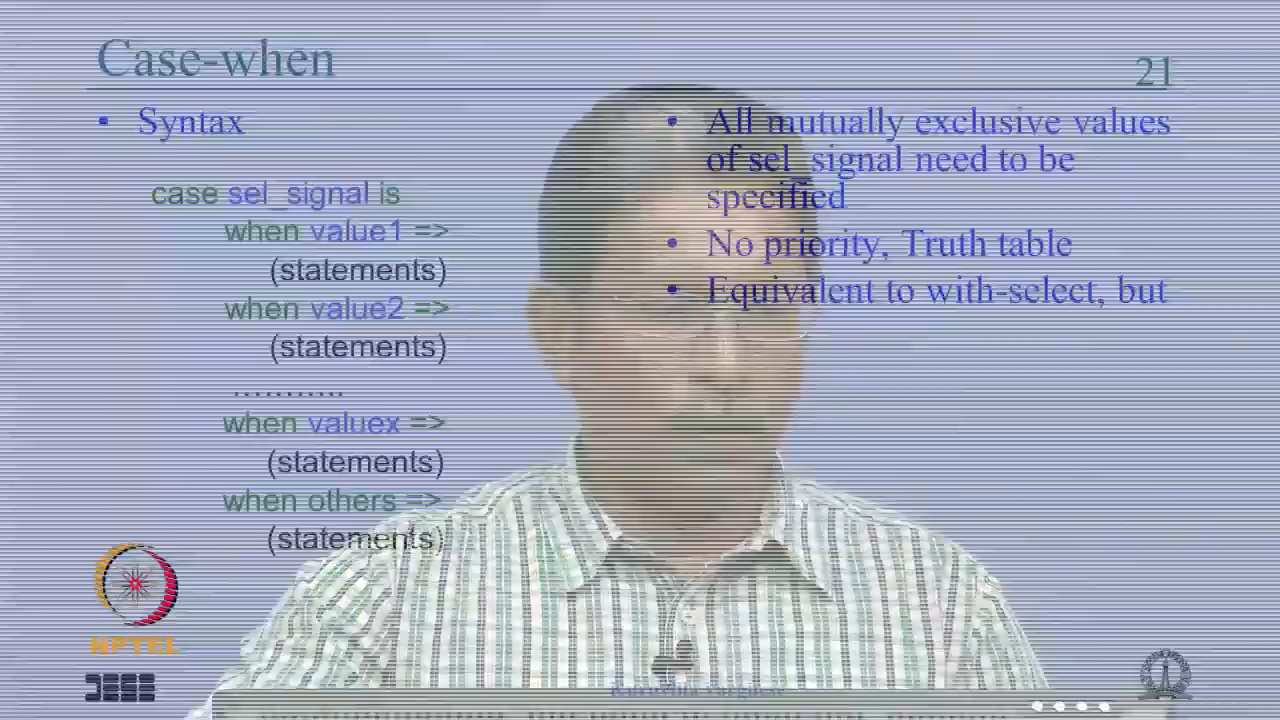 Case-when
21
• Syntax
case sel_signal is
when value1 =>
(statements)
when value2 =>
(statements)
...........
when valuex =>
(statements)
when others =>
(statements)
• All mutually exclusive values
of sel_signal need to be
specified
• No priority, Truth table
• Equivalent to with-select, but
NPTEL